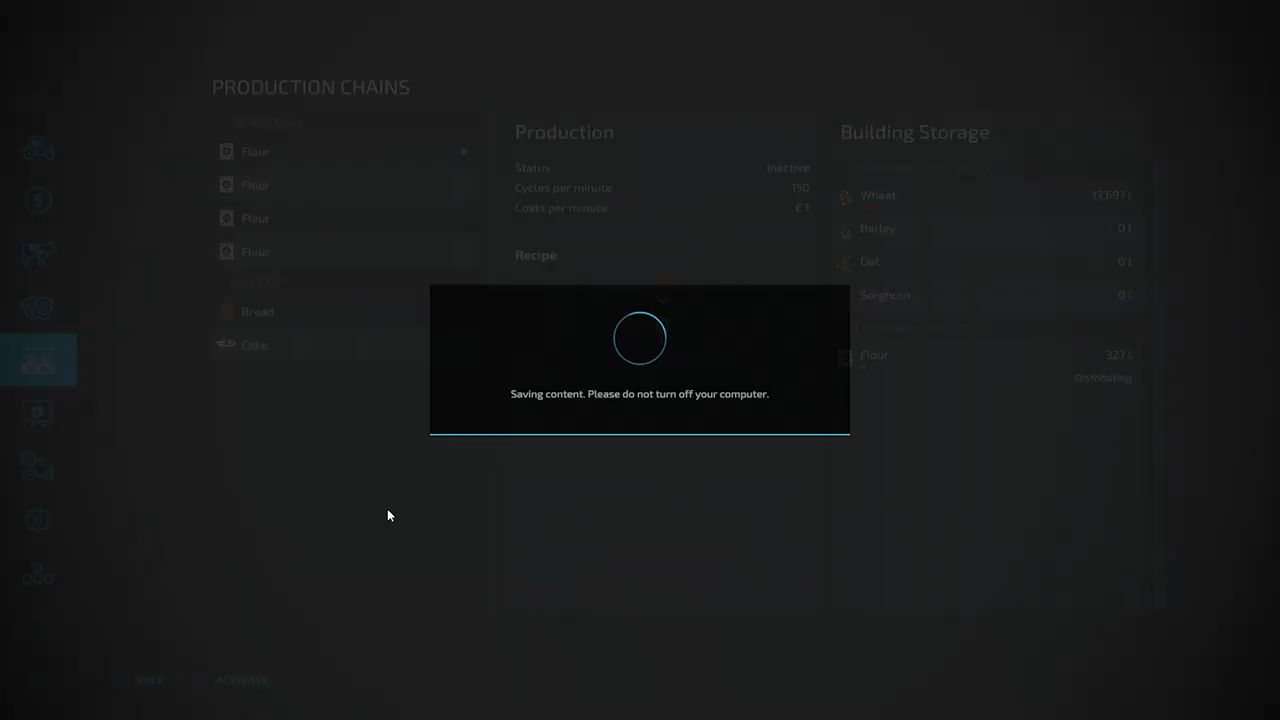 PRODUCTION CHAINS
Flour
Flour
Flour
Flour
Bread
Cake
Production
Status Inactive
Cycles per minute 150
Costs per minute € 1
Recipe
Building Storage
Wheat 17,697 l
Barley 0 l
Oat 0 l
Sorghum 0 l
Flour 327 l
Distributing
Saving content. Please do not turn off your computer.
BACK ACTIVATE